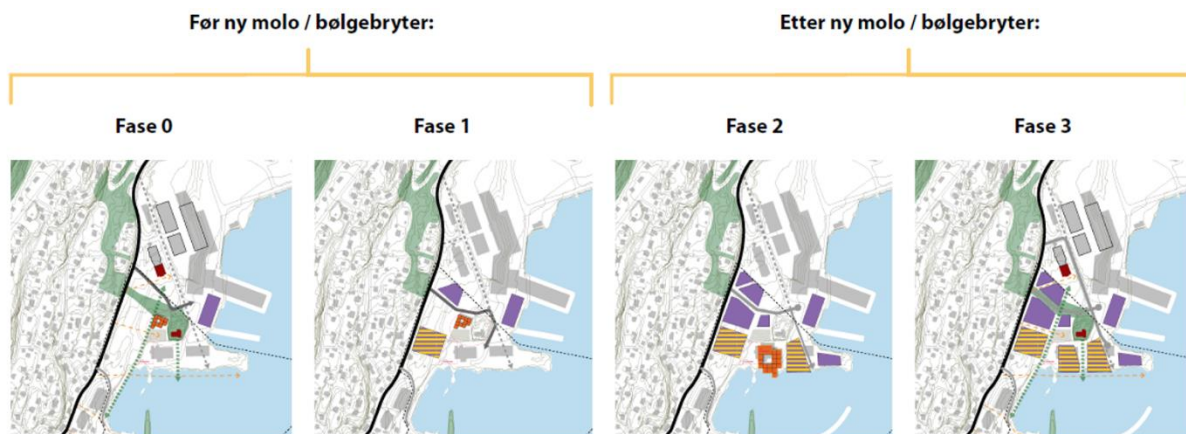 Før ny molo / bølgebryter:
Etter ny molo / bølgebryter:
Fase 0
Fase 1
Fase 2
Fase 3